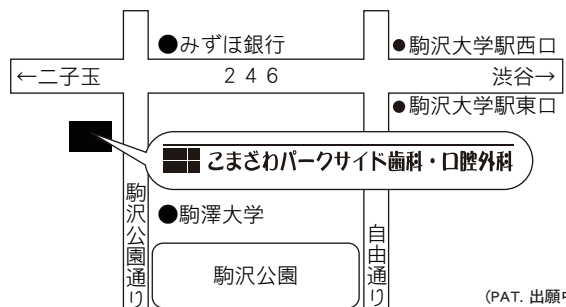 ●みずほ銀行
●駒沢大学駅西口
←二子玉
246
渋谷→
●駒沢大学駅東口
こまざわパークサイド歯科・口腔外科
駒沢公園通り
●駒澤大学
自由通り
駒沢公園
(PAT. 出願